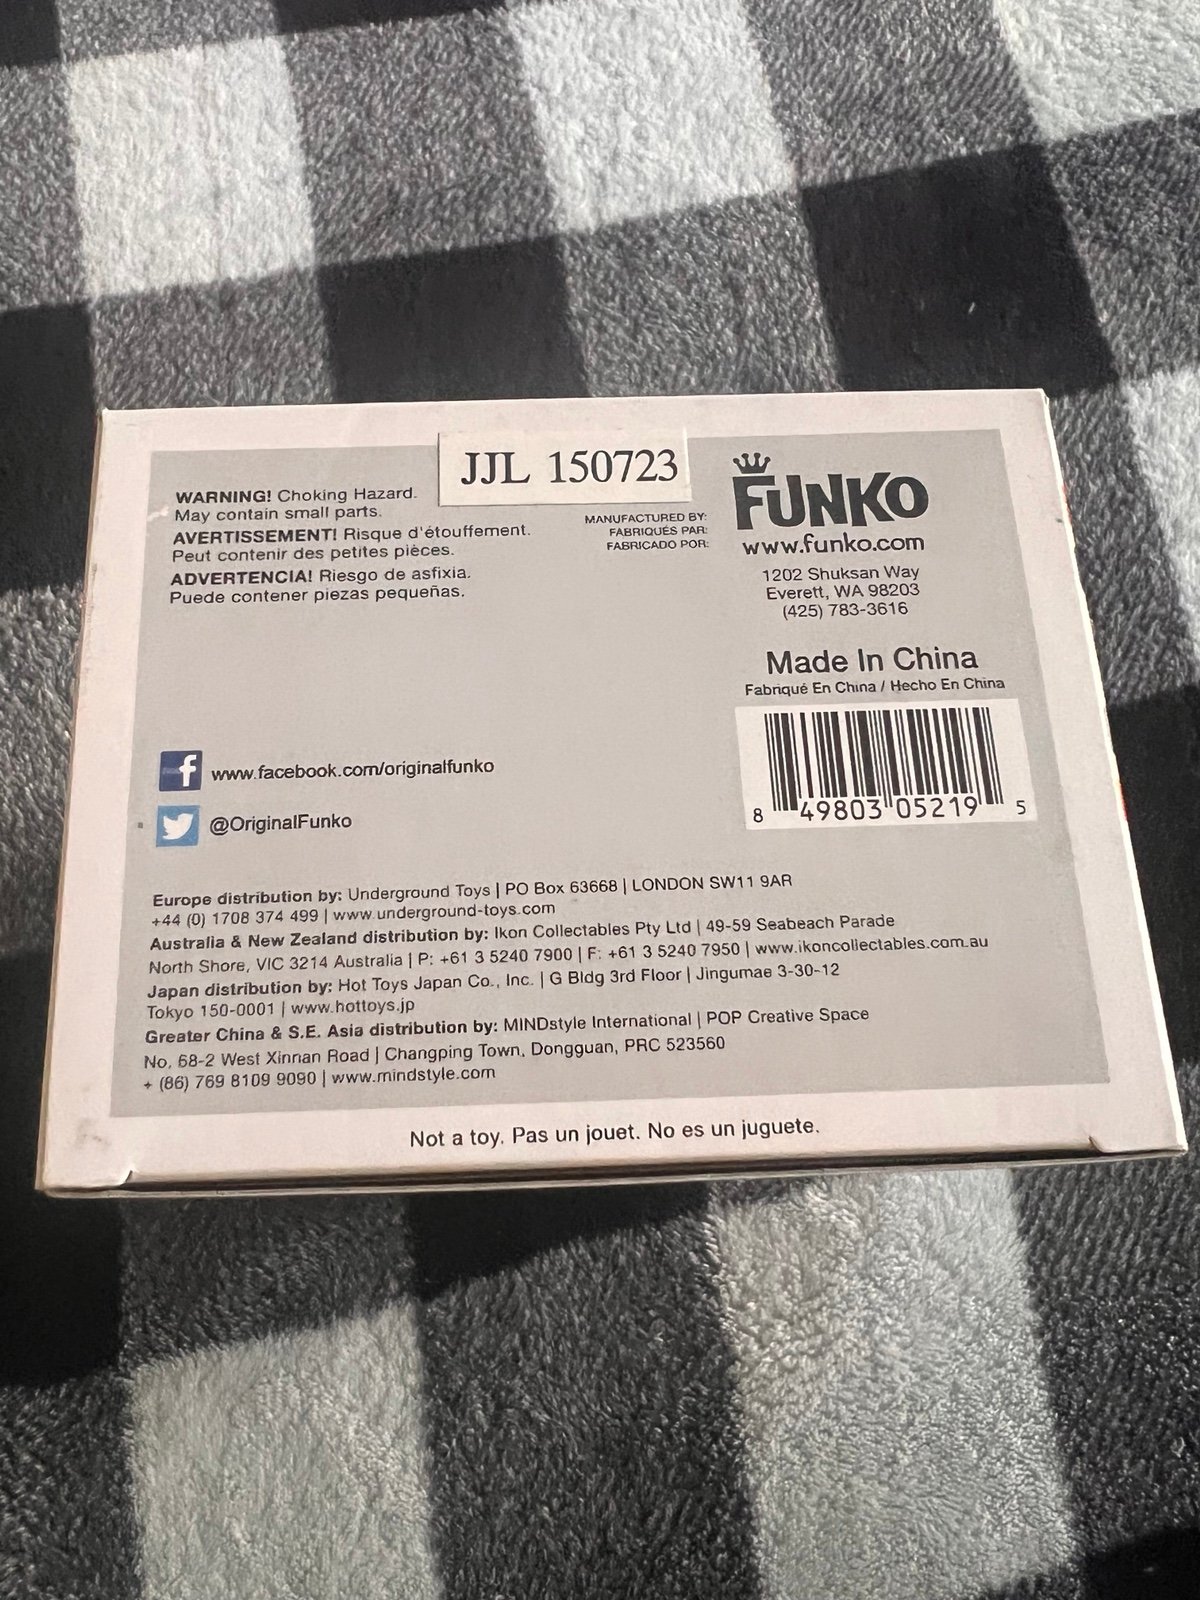 JJL 150723
WARNING! Choking Hazard.
May contain small parts.
AVERTISSEMENT! Risque d'étouffement.
Peut contenir des petites pièces.
ADVERTENCIA! Riesgo de asfixia.
Puede contener piezas pequeñas.
MANUFACTURED BY:
FABRIQUÉS PAR:
FABRICADO POR:
FUNKO
www.funko.com
1202 Shuksan Way
Everett, WA 98203
(425) 783-3616
Made In China
Fabriqué En China / Hecho En China
8 49803 05219 5
f www.facebook.com/originalfunko
@OriginalFunko
Europe distribution by: Underground Toys | PO Box 63668 | LONDON SW11 9AR
+44 (0) 1708 374 499 | www.underground-toys.com
Australia & New Zealand distribution by: Ikon Collectables Pty Ltd | 49-59 Seabeach Parade
North Shore, VIC 3214 Australia | P: +61 3 5240 7900 | F: +61 3 5240 7950 | www.ikoncollectables.com.au
Japan distribution by: Hot Toys Japan Co., Inc. | G Bldg 3rd Floor | Jingumae 3-30-12
Tokyo 150-0001 | www.hottoys.jp
Greater China & S.E. Asia distribution by: MINDstyle International | POP Creative Space
No. 68-2 West Xinnan Road | Changping Town, Dongguan, PRC 523560
+ (86) 769 8109 9090 | www.mindstyle.com
Not a toy. Pas un jouet. No es un juguete.